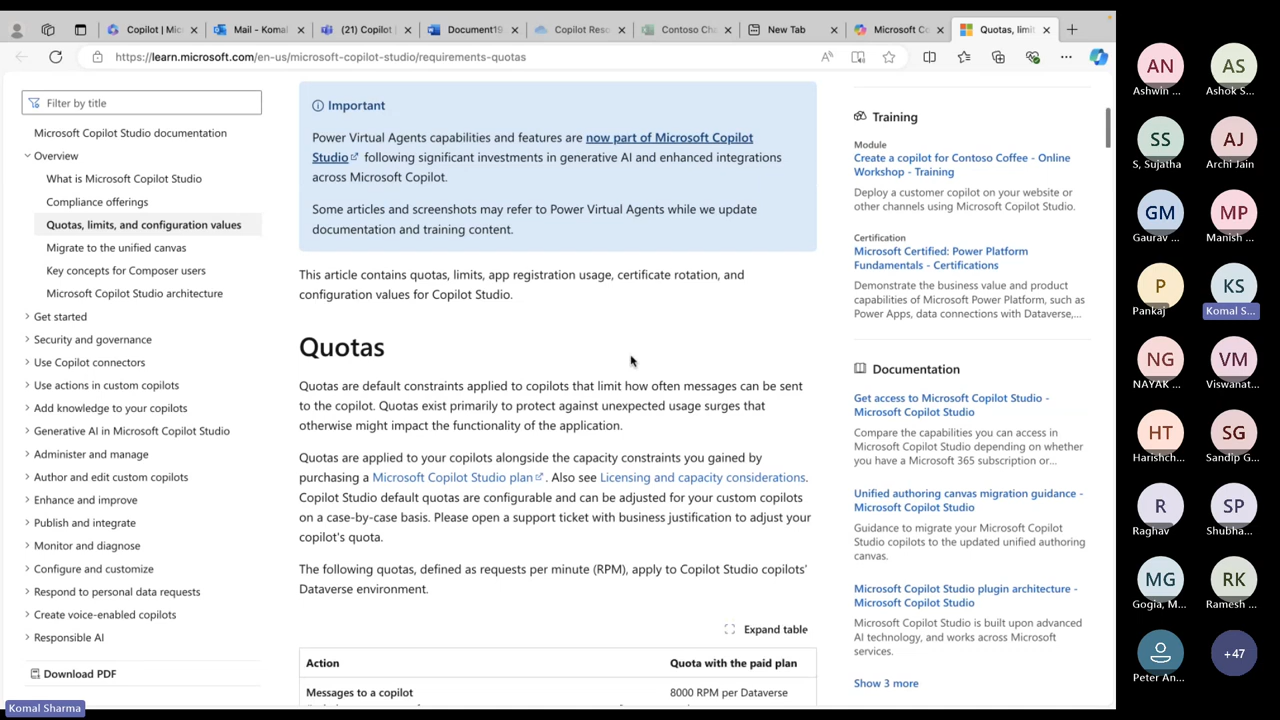 Copilot | Mic
Mail - Komal
(21) Copilot
Document19
Copilot Reso
Contoso Cha
New Tab
Microsoft Co
Quotas, limit
https://learn.microsoft.com/en-us/microsoft-copilot-studio/requirements-quotas
Filter by title
Microsoft Copilot Studio documentation
Overview
What is Microsoft Copilot Studio
Compliance offerings
Quotas, limits, and configuration values
Migrate to the unified canvas
Key concepts for Composer users
Microsoft Copilot Studio architecture
Get started
Security and governance
Use Copilot connectors
Use actions in custom copilots
Add knowledge to your copilots
Generative AI in Microsoft Copilot Studio
Administer and manage
Author and edit custom copilots
Enhance and improve
Publish and integrate
Monitor and diagnose
Configure and customize
Respond to personal data requests
Create voice-enabled copilots
Responsible AI
Download PDF
Important
Power Virtual Agents capabilities and features are now part of Microsoft Copilot
Studio following significant investments in generative AI and enhanced integrations
across Microsoft Copilot.
Some articles and screenshots may refer to Power Virtual Agents while we update
documentation and training content.
This article contains quotas, limits, app registration usage, certificate rotation, and
configuration values for Copilot Studio.
Quotas
Quotas are default constraints applied to copilots that limit how often messages can be sent
to the copilot. Quotas exist primarily to protect against unexpected usage surges that
otherwise might impact the functionality of the application.
Quotas are applied to your copilots alongside the capacity constraints you gained by
purchasing a Microsoft Copilot Studio plan . Also see Licensing and capacity considerations.
Copilot Studio default quotas are configurable and can be adjusted for your custom copilots
on a case-by-case basis. Please open a support ticket with business justification to adjust your
copilot's quota.
The following quotas, defined as requests per minute (RPM), apply to Copilot Studio copilots'
Dataverse environment.
Expand table
Action Quota with the paid plan
Messages to a copilot 8000 RPM per Dataverse
Training
Module
Create a copilot for Contoso Coffee - Online
Workshop - Training
Deploy a customer copilot on your website or
other channels using Microsoft Copilot Studio.
Certification
Microsoft Certified: Power Platform
Fundamentals - Certifications
Demonstrate the business value and product
capabilities of Microsoft Power Platform, such as
Power Apps, data connections with Dataverse,...
Documentation
Get access to Microsoft Copilot Studio -
Microsoft Copilot Studio
Compare the capabilities you can access in
Microsoft Copilot Studio depending on whether
you have a Microsoft 365 subscription or...
Unified authoring canvas migration guidance -
Microsoft Copilot Studio
Guidance to migrate your Microsoft Copilot
Studio copilots to the updated unified authoring
canvas.
Microsoft Copilot Studio plugin architecture -
Microsoft Copilot Studio
Microsoft Copilot Studio is built upon advanced
AI technology, and works across Microsoft
services.
Show 3 more
AN AS
Ashwin ... Ashok S...
SS AJ
S, Sujatha Archi Jain
GM MP
Gaurav ... Manish ...
P KS
Pankaj Komal S...
NG VM
NAYAK ... Viswanat...
HT SG
Harishch... Sandip G...
R SP
Raghav Shubha...
MG RK
Gogia, M... Ramesh ...
+47
Peter An...
Komal Sharma